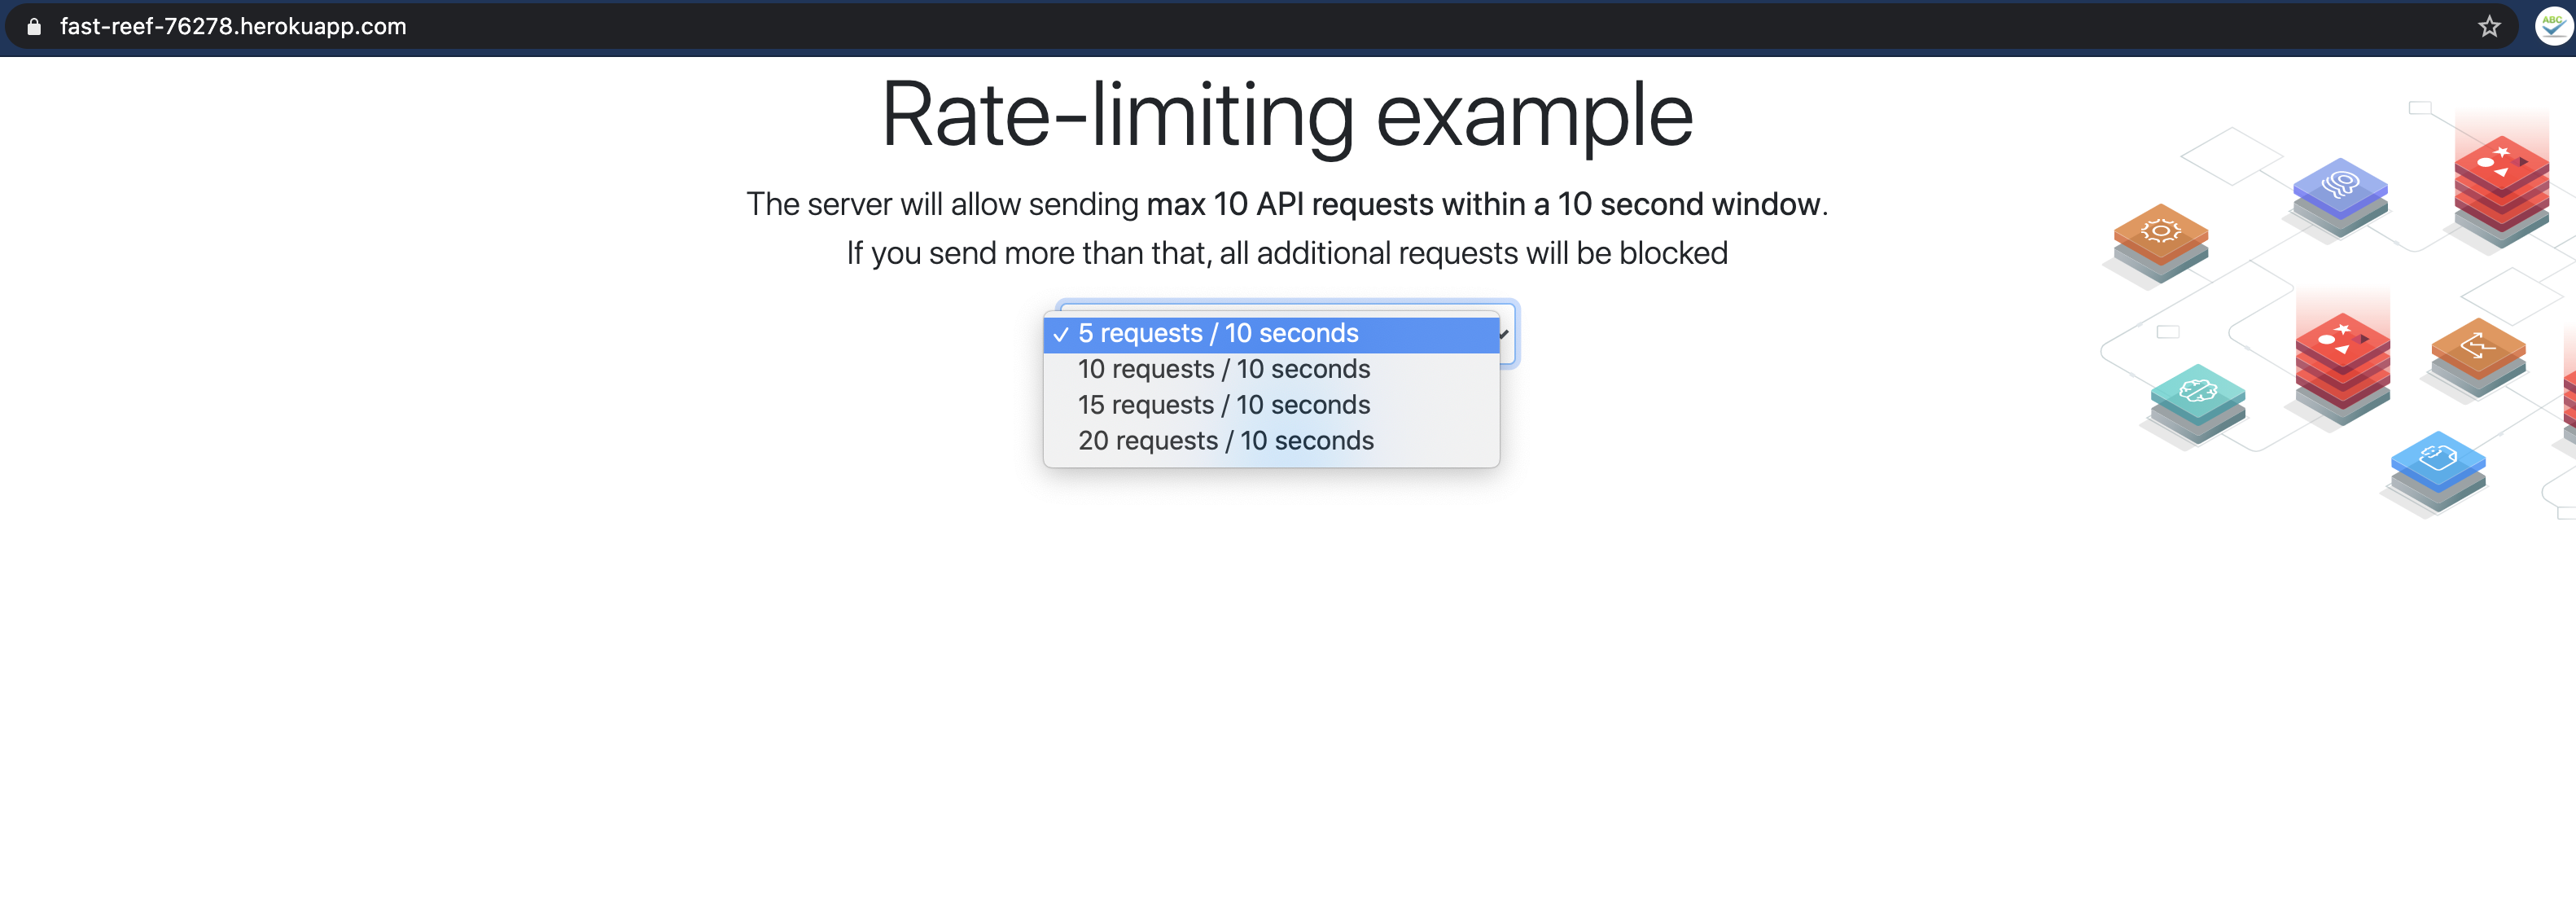 fast-reef-76278.herokuapp.com
ABC
Rate-limiting example
The server will allow sending max 10 API requests within a 10 second window.
If you send more than that, all additional requests will be blocked
✓ 5 requests / 10 seconds
10 requests / 10 seconds
15 requests / 10 seconds
20 requests / 10 seconds